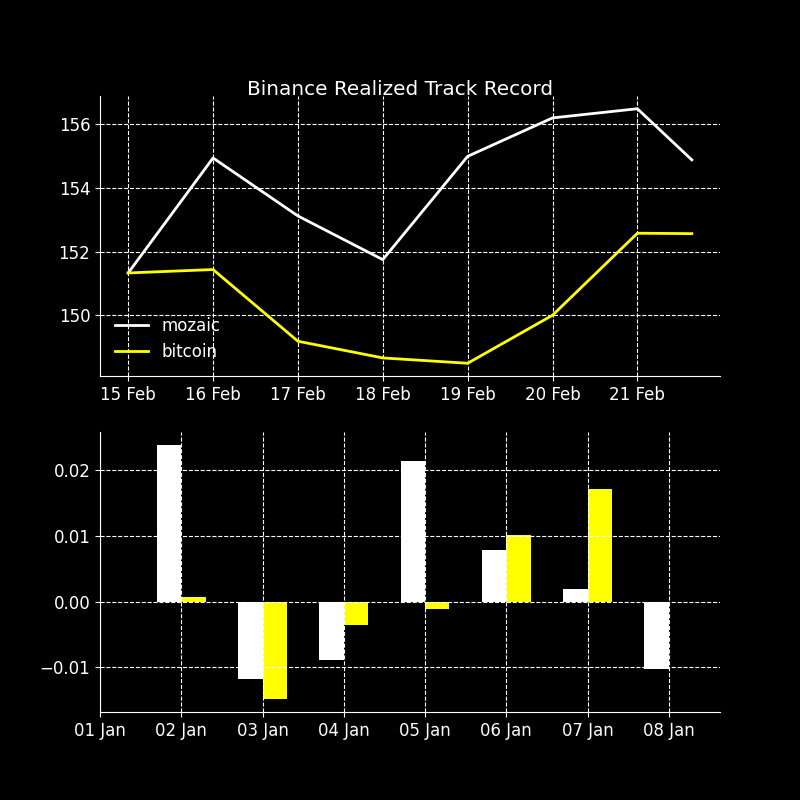 Binance Realized Track Record
156
154
152
150
mozaic
bitcoin
15 Feb 16 Feb 17 Feb 18 Feb 19 Feb 20 Feb 21 Feb
0.02
0.01
0.00
−0.01
01 Jan 02 Jan 03 Jan 04 Jan 05 Jan 06 Jan 07 Jan 08 Jan